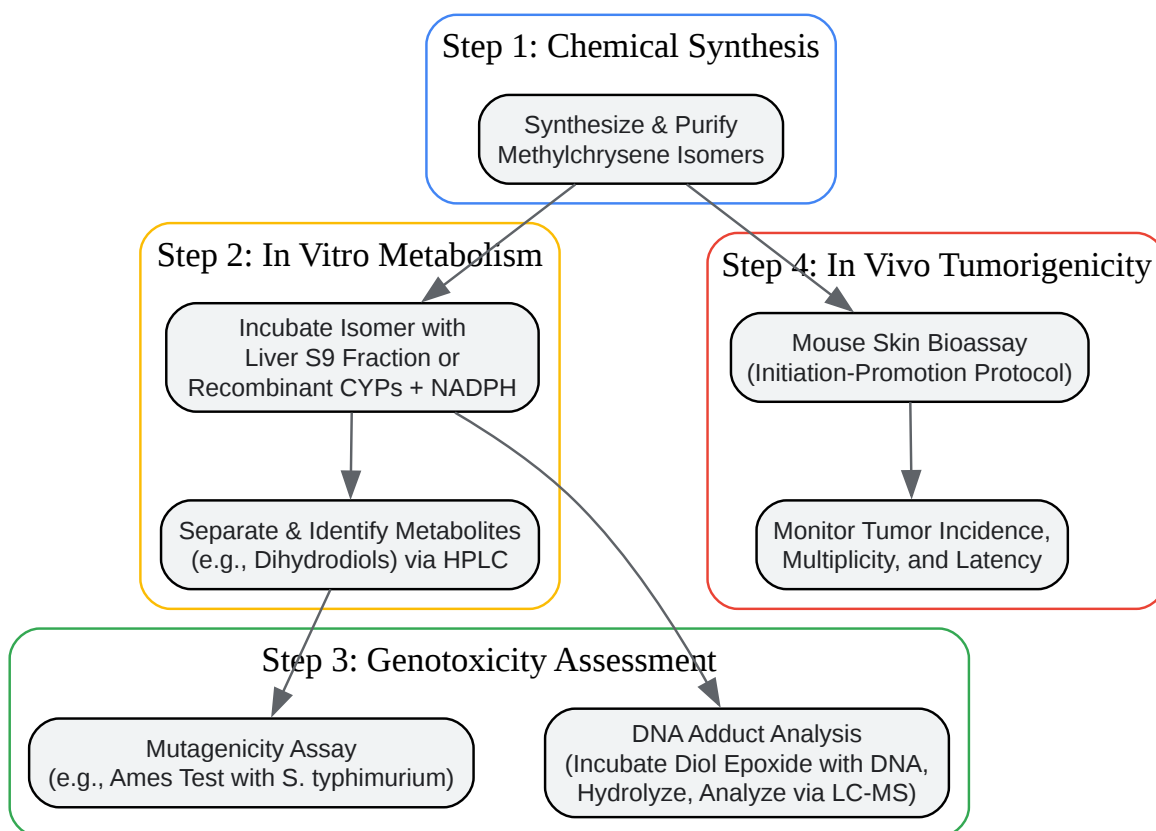 Step 1: Chemical Synthesis
Synthesize & Purify
Methylchrysene Isomers
Step 2: In Vitro Metabolism
Incubate Isomer with
Liver S9 Fraction or
Recombinant CYPs + NADPH
Separate & Identify Metabolites
(e.g., Dihydrodiols) via HPLC
Step 4: In Vivo Tumorigenicity
Mouse Skin Bioassay
(Initiation-Promotion Protocol)
Monitor Tumor Incidence,
Multiplicity, and Latency
Step 3: Genotoxicity Assessment
Mutagenicity Assay
(e.g., Ames Test with S. typhimurium)
DNA Adduct Analysis
(Incubate Diol Epoxide with DNA,
Hydrolyze, Analyze via LC-MS)